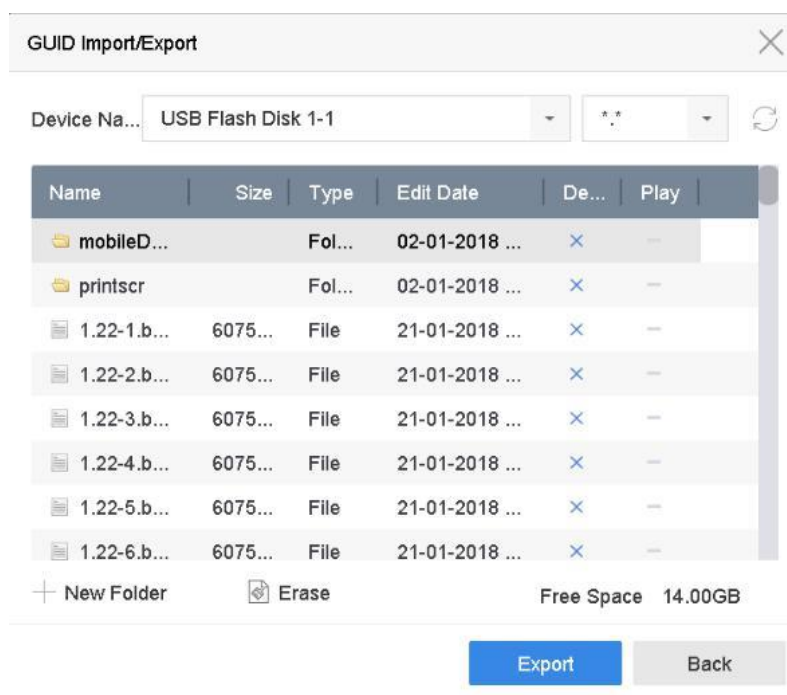 GUID Import/Export
Device Na... USB Flash Disk 1-1 *.*
Name Size Type Edit Date De... Play
mobileD... Fol... 02-01-2018 ...
printscr Fol... 02-01-2018 ...
1.22-1.b... 6075... File 21-01-2018 ...
1.22-2.b... 6075... File 21-01-2018 ...
1.22-3.b... 6075... File 21-01-2018 ...
1.22-4.b... 6075... File 21-01-2018 ...
1.22-5.b... 6075... File 21-01-2018 ...
1.22-6.b... 6075... File 21-01-2018 ...
New Folder Erase Free Space 14.00GB
Export Back